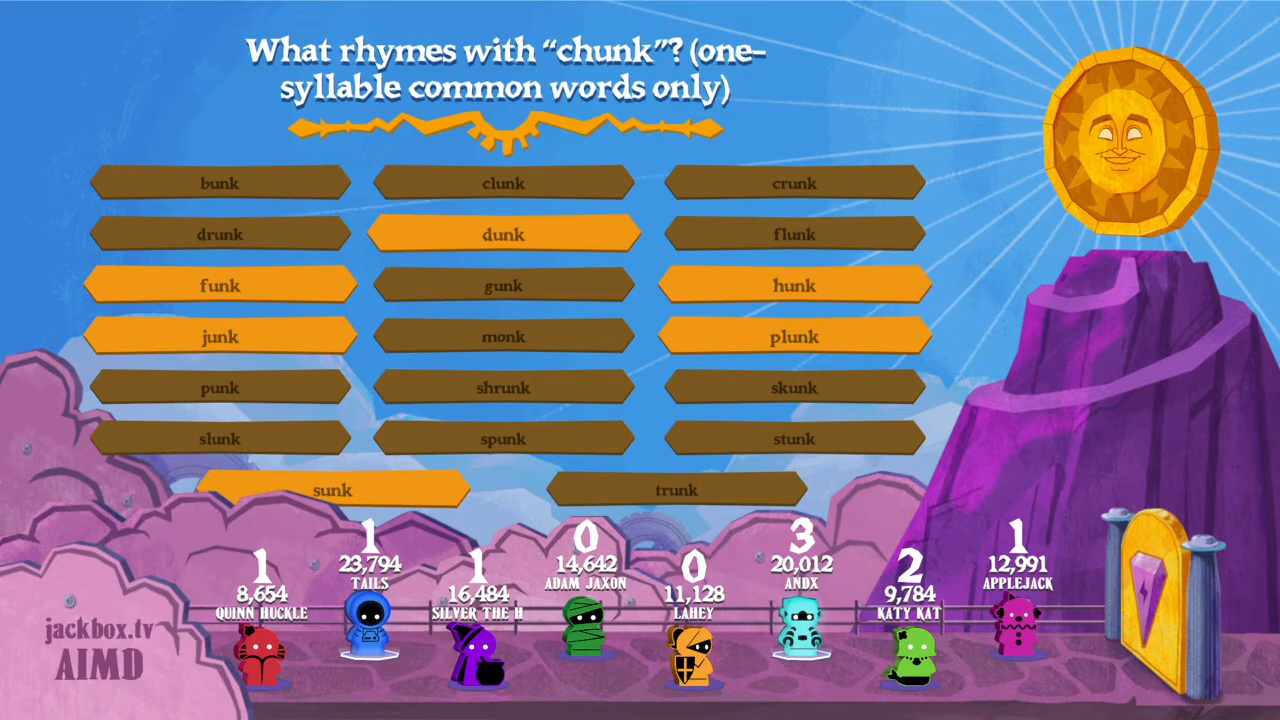 What rhymes with “chunk”? (one-
syllable common words only)
bunk
clunk
crunk
drunk
dunk
flunk
funk
gunk
hunk
junk
monk
plunk
punk
shrunk
skunk
slunk
spunk
stunk
sunk
trunk
1
8,654
QUINN HUCKLE
1
23,794
TAILS
1
16,484
SILVER THE H
0
14,642
ADAM JAXON
0
11,128
LAHEY
3
20,012
ANDX
2
9,784
KATY KAT
1
12,991
APPLEJACK
jackbox.tv
AIMD